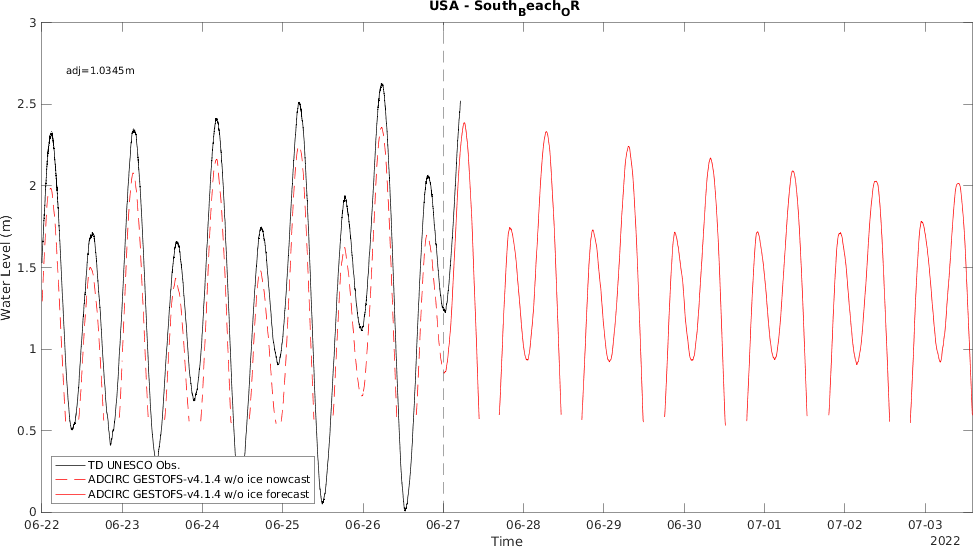 USA - South_Beach_OR
3
adj=1.0345m
2.5
2
1.5
Water Level (m)
1
0.5
TD UNESCO Obs.
ADCIRC GESTOFS-v4.1.4 w/o ice nowcast
ADCIRC GESTOFS-v4.1.4 w/o ice forecast
0
06-22 06-23 06-24 06-25 06-26 06-27 06-28 06-29 06-30 07-01 07-02 07-03
Time
2022